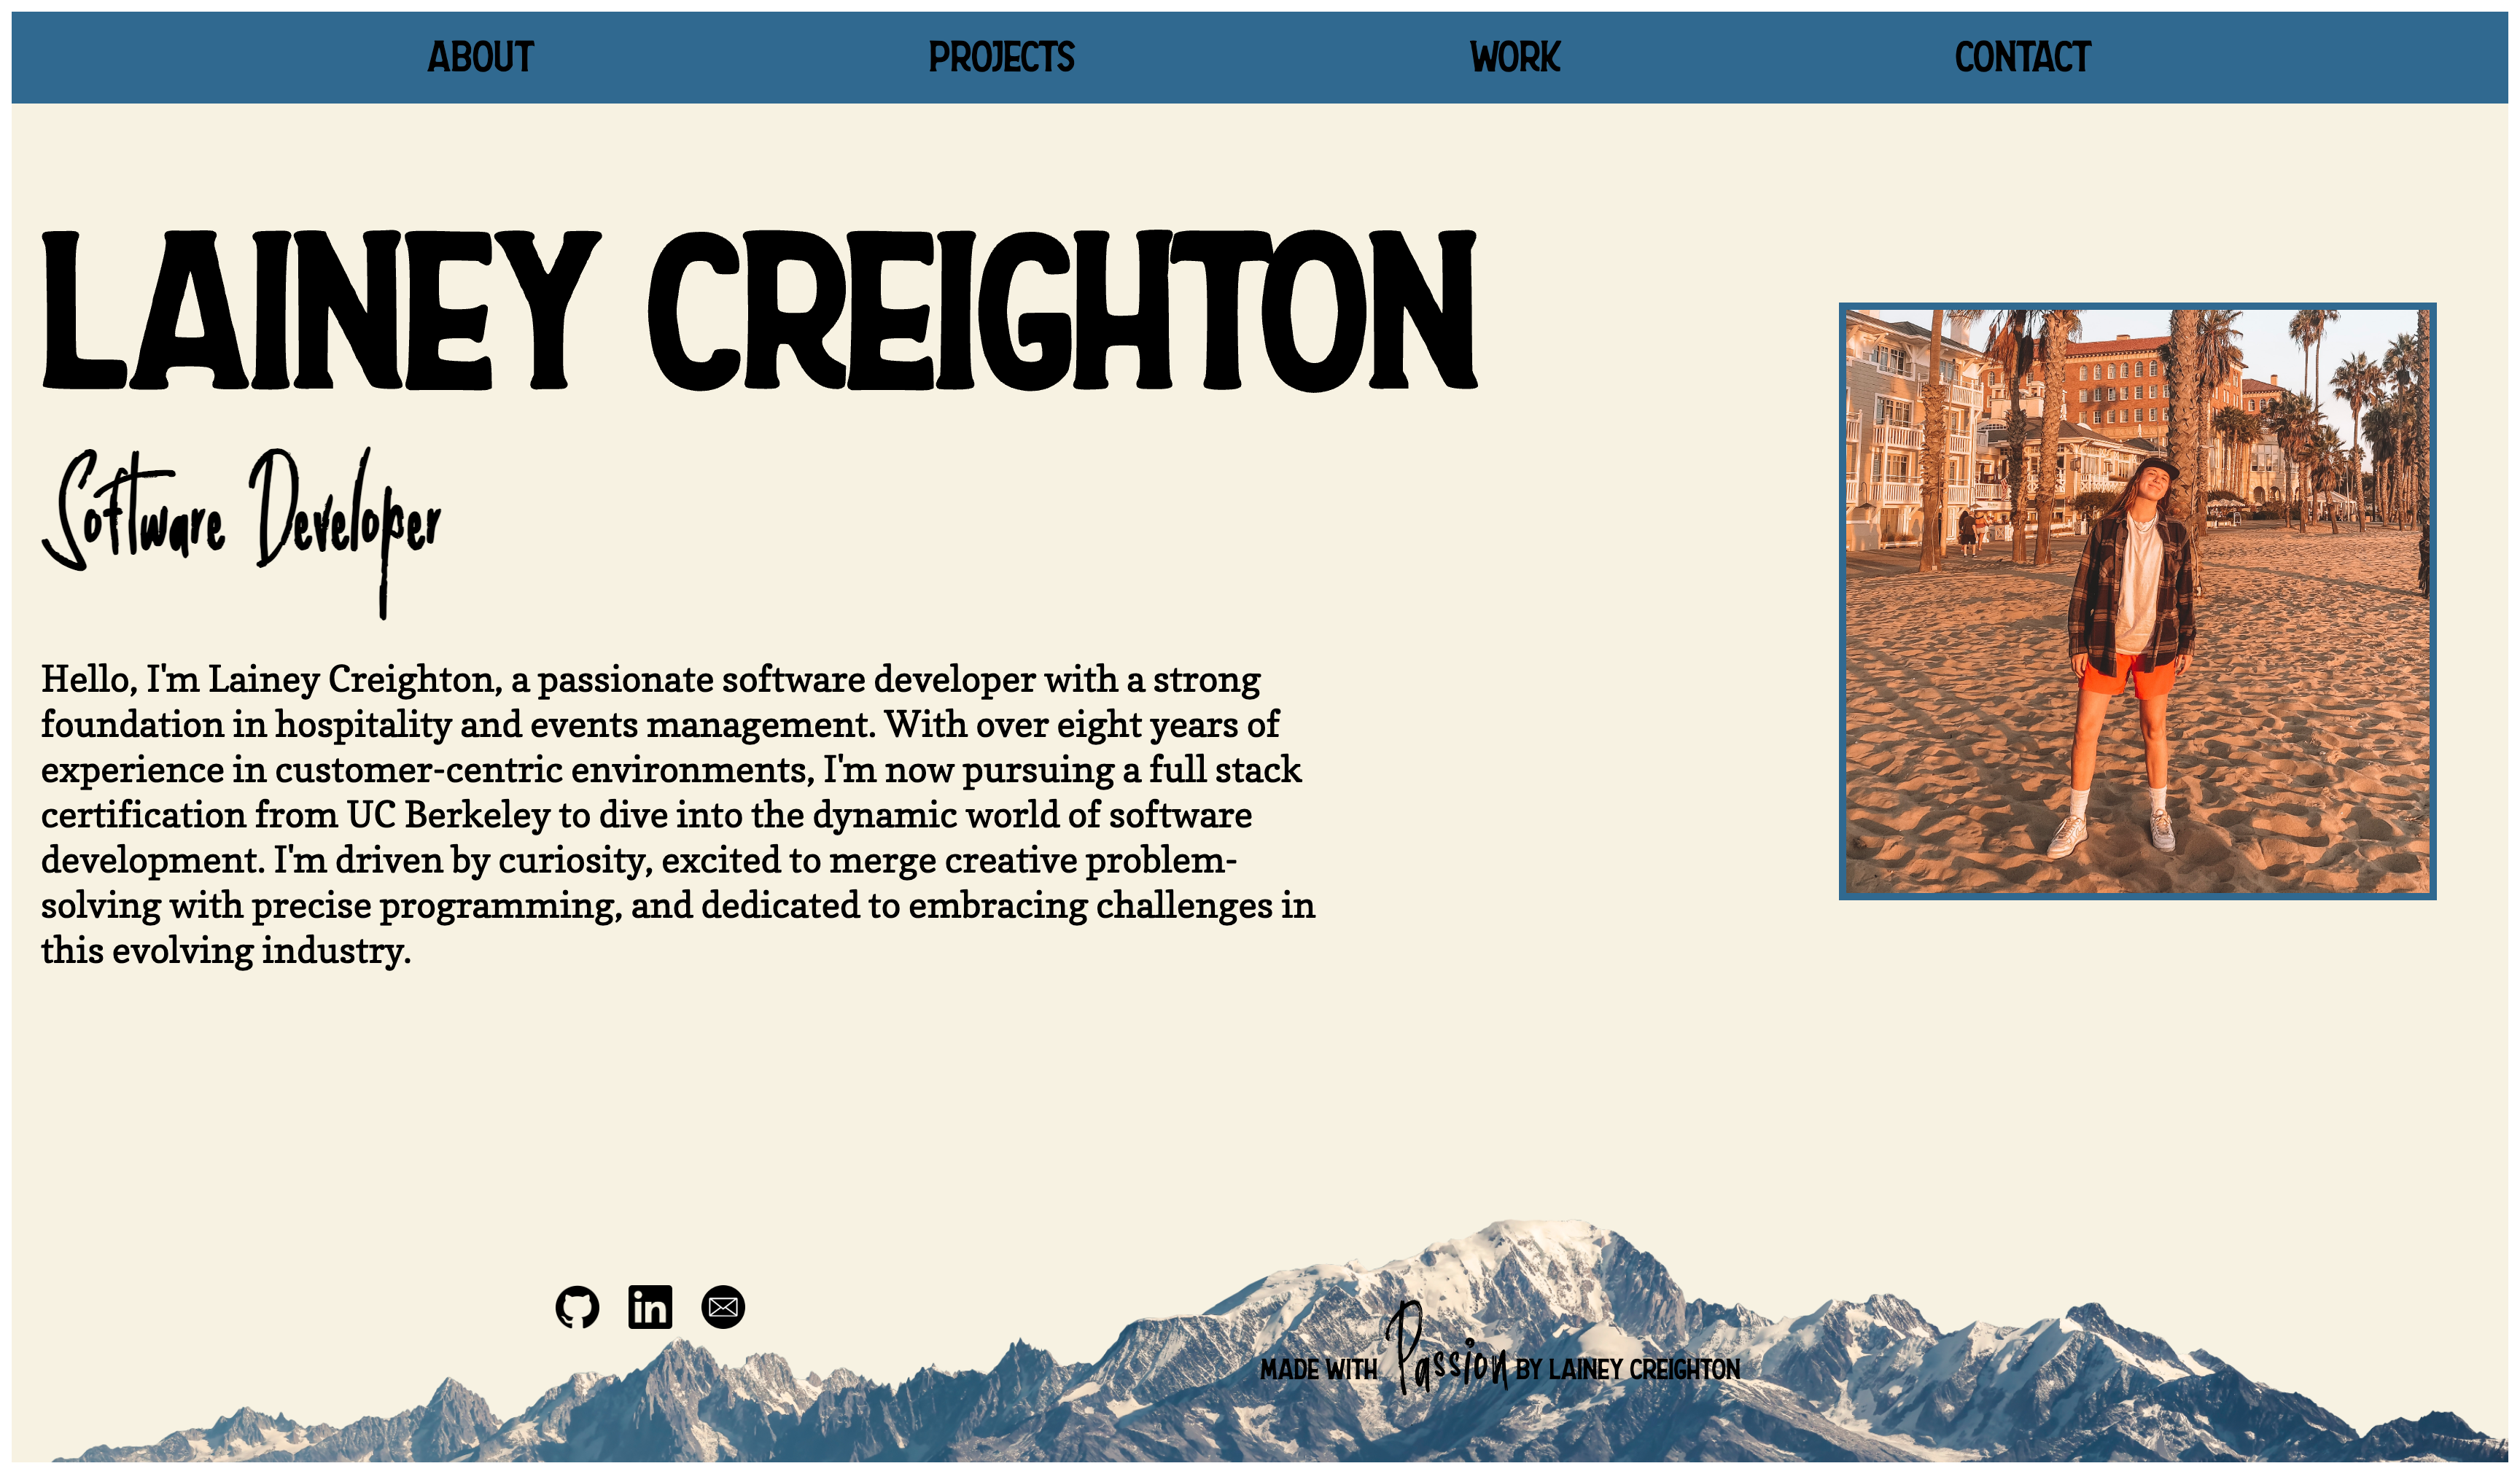 ABOUT PROJECTS WORK CONTACT
LAINEY CREIGHTON
Software Developer
Hello, I'm Lainey Creighton, a passionate software developer with a strong
foundation in hospitality and events management. With over eight years of
experience in customer-centric environments, I'm now pursuing a full stack
certification from UC Berkeley to dive into the dynamic world of software
development. I'm driven by curiosity, excited to merge creative problem-
solving with precise programming, and dedicated to embracing challenges in
this evolving industry.
in
MADE WITH Passion BY LAINEY CREIGHTON